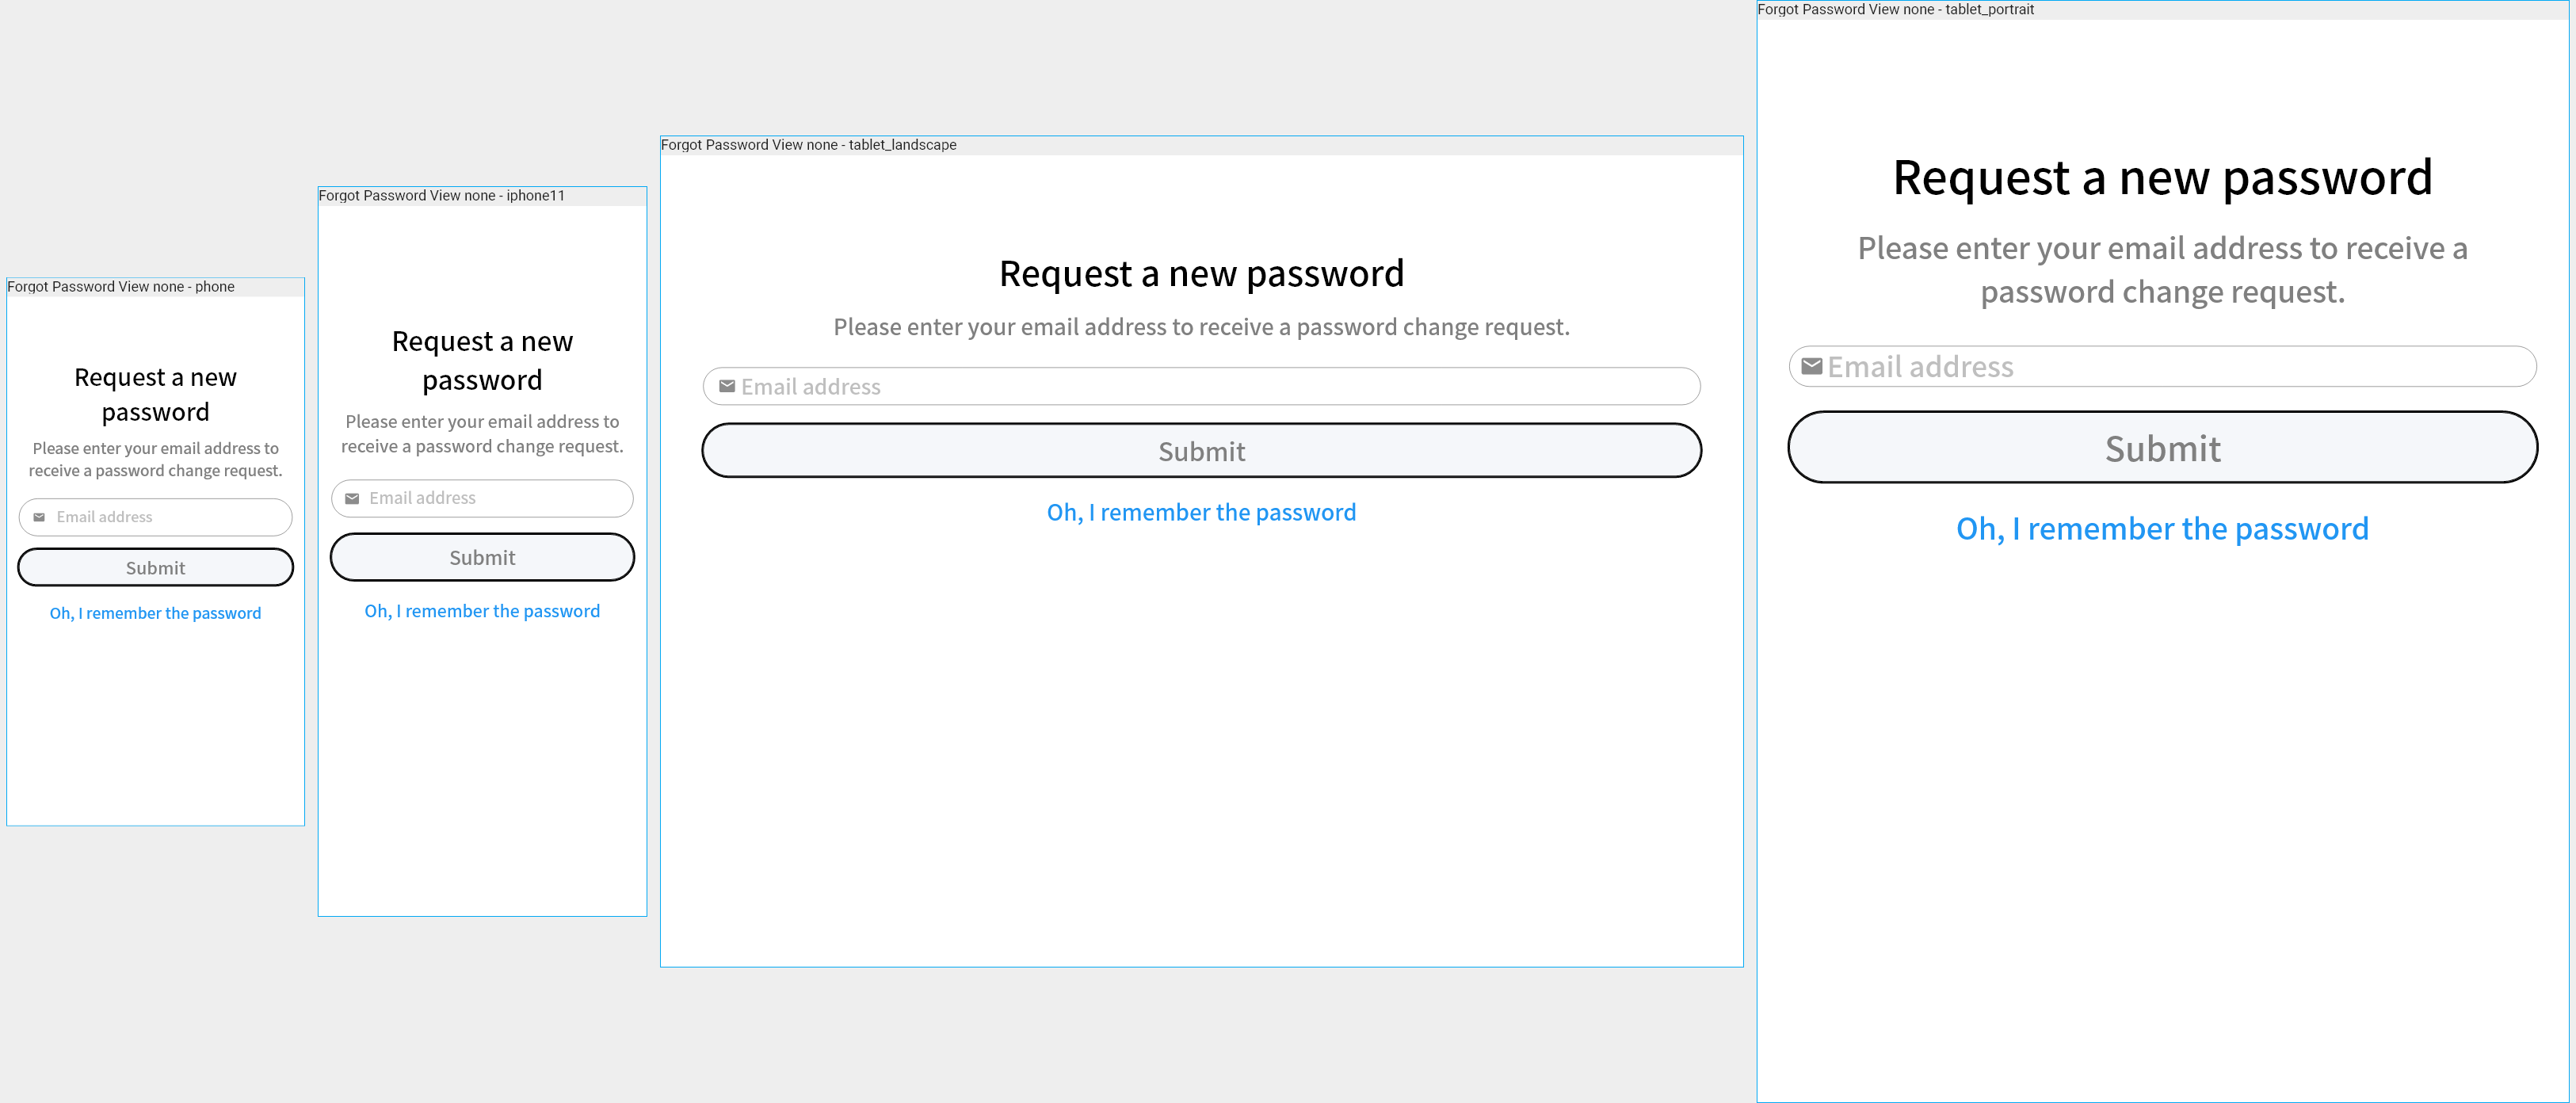 Forgot Password View none - phone
Request a new
password
Please enter your email address to
receive a password change request.
Email address
Submit
Oh, I remember the password
Forgot Password View none - iphone11
Request a new
password
Please enter your email address to
receive a password change request.
Email address
Submit
Oh, I remember the password
Forgot Password View none - tablet_landscape
Request a new password
Please enter your email address to receive a password change request.
Email address
Submit
Oh, I remember the password
Forgot Password View none - tablet_portrait
Request a new password
Please enter your email address to receive a
password change request.
Email address
Submit
Oh, I remember the password